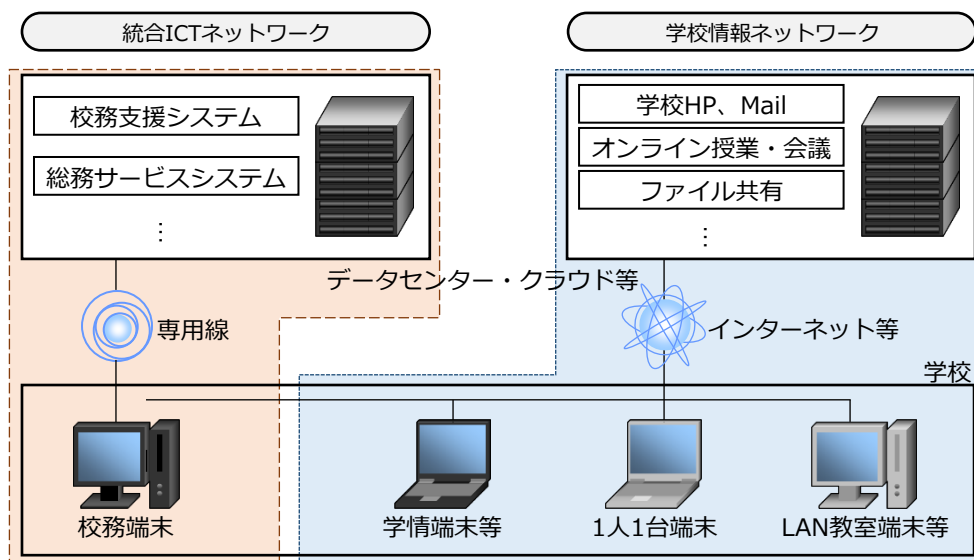 統合ICTネットワーク
学校情報ネットワーク
校務支援システム
総務サービスシステム
⋮
学校HP、Mail
オンライン授業・会議
ファイル共有
⋮
データセンター・クラウド等
専用線
インターネット等
学校
校務端末
学情端末等
1人1台端末
LAN教室端末等